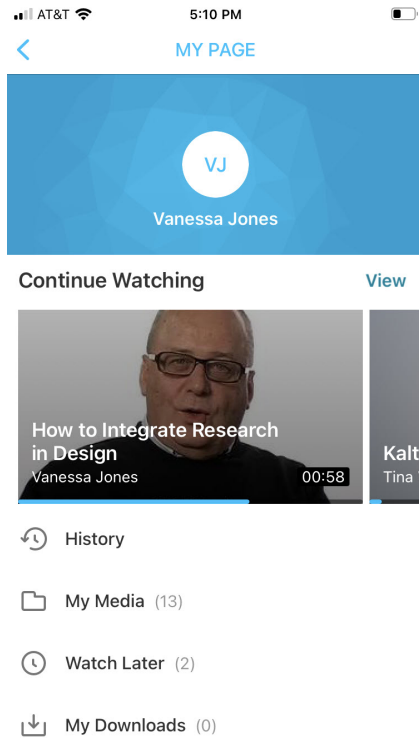 AT&T 5:10 PM
MY PAGE
VJ
Vanessa Jones
Continue Watching View
How to Integrate Research
in Design
Vanessa Jones 00:58
Kalt
Tina
History
My Media (13)
Watch Later (2)
My Downloads (0)